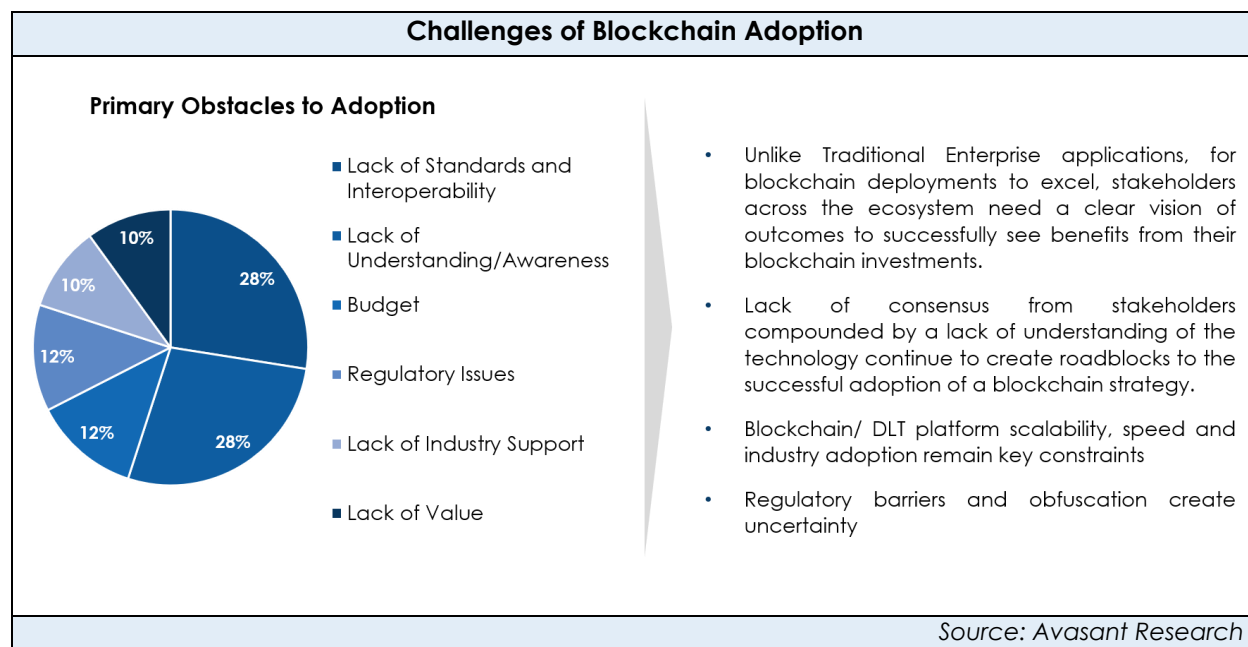 Challenges of Blockchain Adoption
Primary Obstacles to Adoption
10%
28%
10%
12%
12%
28%
Lack of Standards and
Interoperability
Lack of
Understanding/Awareness
Budget
Regulatory Issues
Lack of Industry Support
Lack of Value
• Unlike Traditional Enterprise applications, for
blockchain deployments to excel, stakeholders
across the ecosystem need a clear vision of
outcomes to successfully see benefits from their
blockchain investments.
• Lack of consensus from stakeholders
compounded by a lack of understanding of the
technology continue to create roadblocks to the
successful adoption of a blockchain strategy.
• Blockchain/ DLT platform scalability, speed and
industry adoption remain key constraints
• Regulatory barriers and obfuscation create
uncertainty
Source: Avasant Research